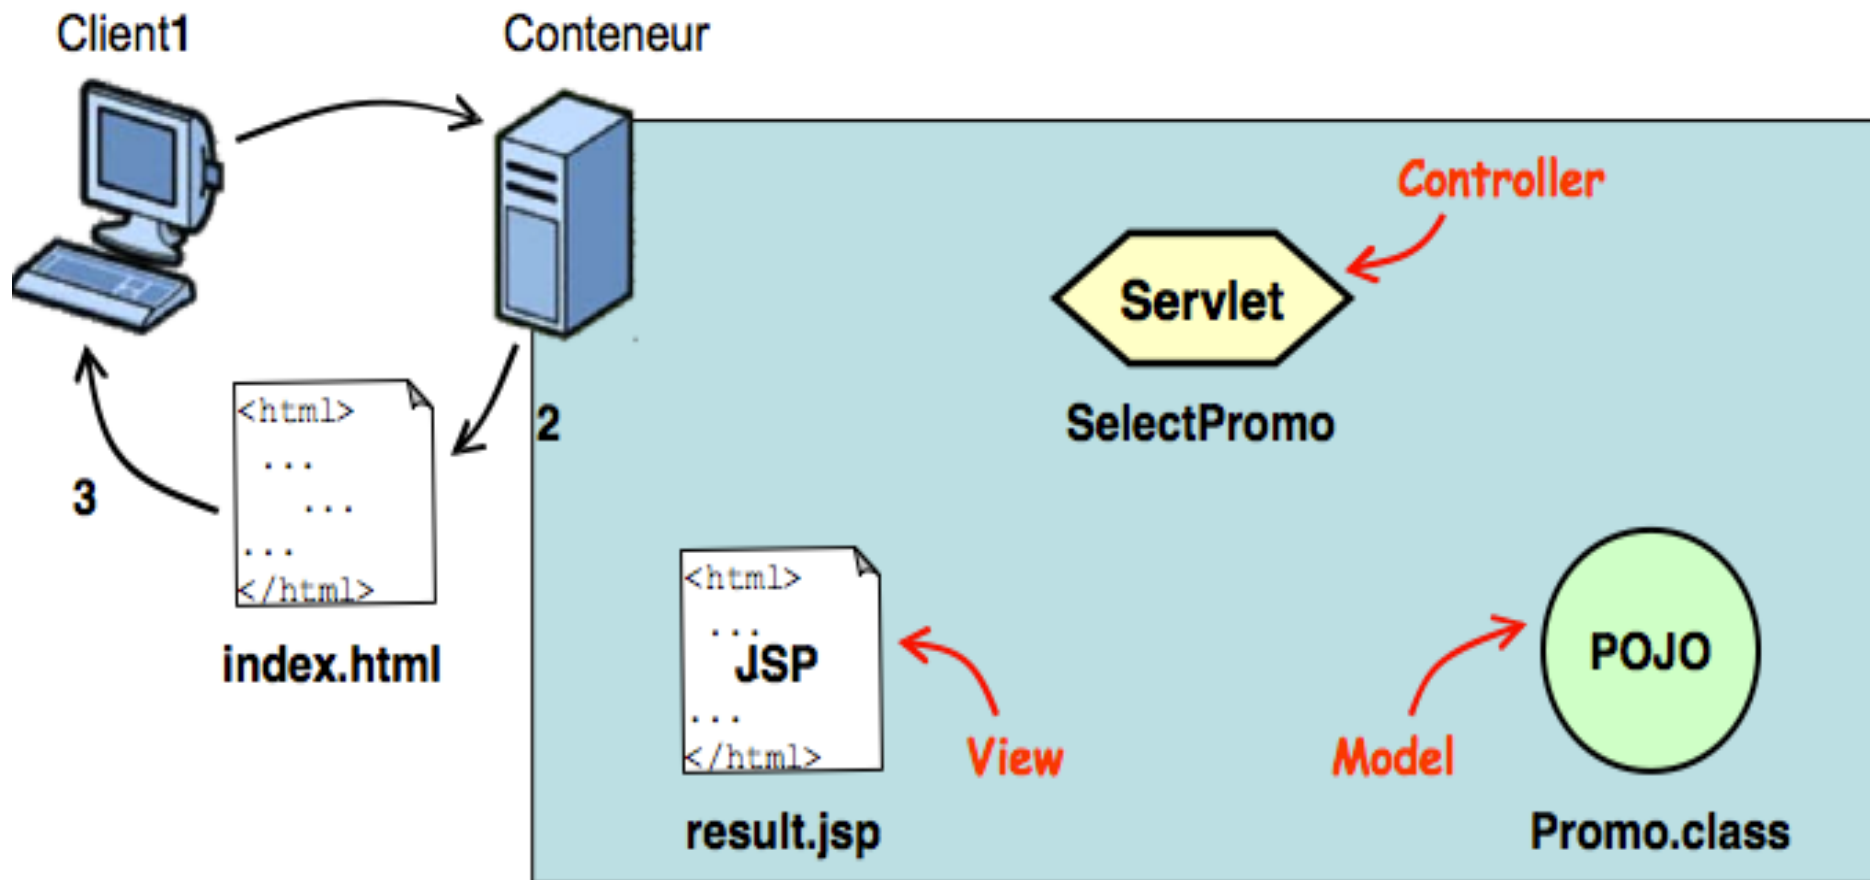 Client1
Conteneur
Controller
Servlet
SelectPromo
2
3
<html>
...
...
...
</html>
index.html
<html>
...
JSP
...
</html>
result.jsp
View
Model
POJO
Promo.class